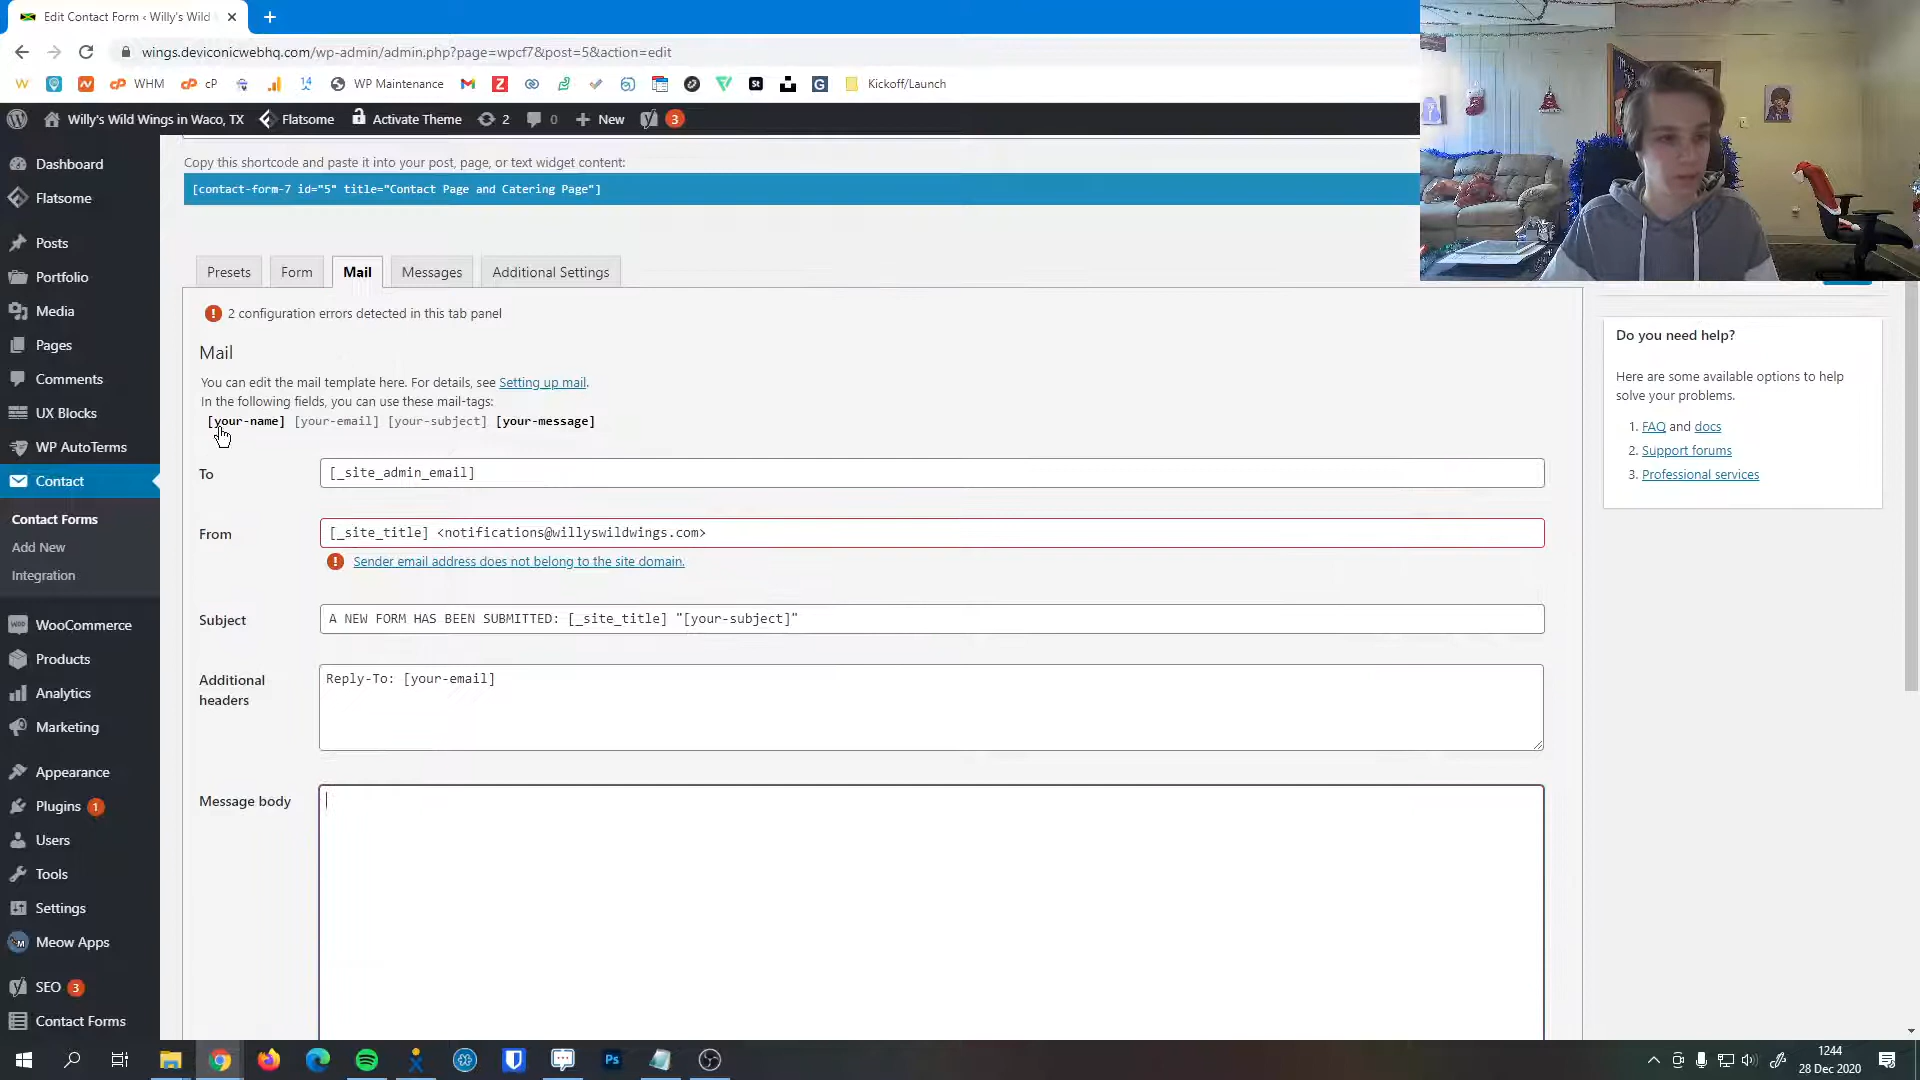 Edit Contact Form ‹ Willy's Wild
wings.deviconicwebhq.com/wp-admin/admin.php?page=wpcf7&post=5&action=edit
WHM
cP
14
WP Maintenance
Kickoff/Launch
Willy's Wild Wings in Waco, TX
Flatsome
Activate Theme
2
0
New
3
Dashboard
Flatsome
Posts
Portfolio
Media
Pages
Comments
UX Blocks
WP AutoTerms
Contact
Contact Forms
Add New
Integration
WooCommerce
Products
Analytics
Marketing
Appearance
Plugins 1
Users
Tools
Settings
Meow Apps
SEO 3
Contact Forms
Copy this shortcode and paste it into your post, page, or text widget content:
[contact-form-7 id="5" title="Contact Page and Catering Page"]
Presets
Form
Mail
Messages
Additional Settings
2 configuration errors detected in this tab panel
Mail
You can edit the mail template here. For details, see Setting up mail.
In the following fields, you can use these mail-tags:
[your-name] [your-email] [your-subject] [your-message]
To
[_site_admin_email]
From
[_site_title] <notifications@willyswildwings.com>
Sender email address does not belong to the site domain.
Subject
A NEW FORM HAS BEEN SUBMITTED: [_site_title] "[your-subject]"
Additional
headers
Reply-To: [your-email]
Message body
Do you need help?
Here are some available options to help
solve your problems.
1. FAQ and docs
2. Support forums
3. Professional services
1244
28 Dec 2020